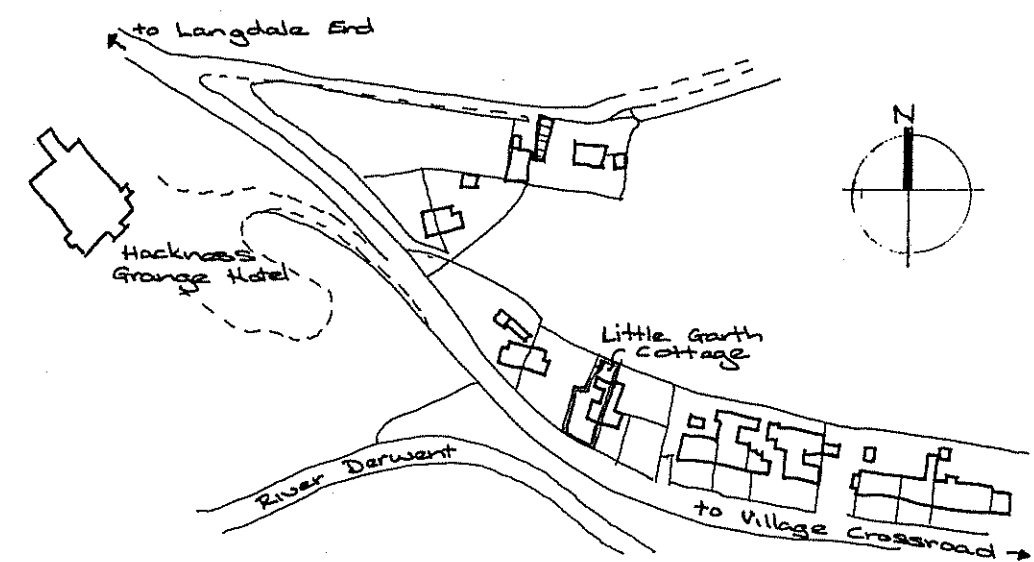 to Langdale End
N
Hackness
Grange Hotel
Little Garth
Cottage
River Derwent
to Village Crossroad